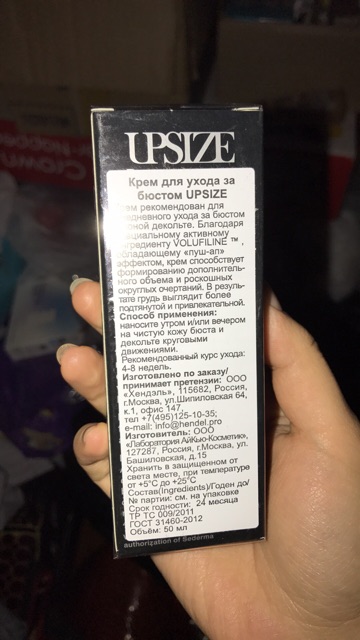 UPSIZE
Крем для ухода за
бюстом UPSIZE
рекомендован для
ухода за бюстом
декольте. Благодаря
активному
VOLUFILINE ™ ,
обладающему «пуш-ап»
эффектом, крем способствует
формированию дополнитель-
ного объема и роскошных
округлых очертаний. В резуль-
тате грудь выглядит более
подтянутой и привлекательной.
Способ применения:
наносите утром и/или вечером
на чистую кожу бюста и
декольте круговыми
движениями.
Рекомендованный курс ухода:
4-8 недель.
Изготовлено по заказу/
принимает претензии: ООО
«Хендэль», 115682, Россия,
г.Москва, ул.Шипиловская 64,
к.1, офис 147,
тел +7(495)125-10-35;
e-mail: info@hendel.pro
Изготовитель: ООО
«Лаборатория АйКью-Косметик»,
127287, Россия, г.Москва, ул.
Башиловская, д.15
Хранить в защищенном от
света месте, при температуре
от +5°С до +25°С
Состав(Ingredients)/Годен до/
№ партии: см. на упаковке
Срок годности: 24 месяца
ТР ТС 009/2011
ГОСТ 31460-2012
Объём: 50 мл
authorization of Sederma
Crown